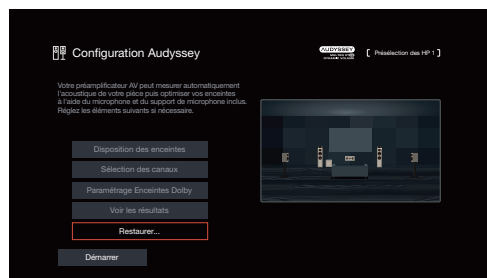 Configuration Audyssey
AUDYSSEY
[ Présélection des HP 1 ]
Votre préamplificateur AV peut mesurer automatiquement
l'acoustique de votre pièce puis optimiser vos enceintes
à l'aide du microphone et du support de microphone inclus.
Réglez les éléments suivants si nécessaire.
Disposition des enceintes
Sélection des canaux
Paramétrage Enceintes Dolby
Voir les résultats
Restaurer...
Démarrer